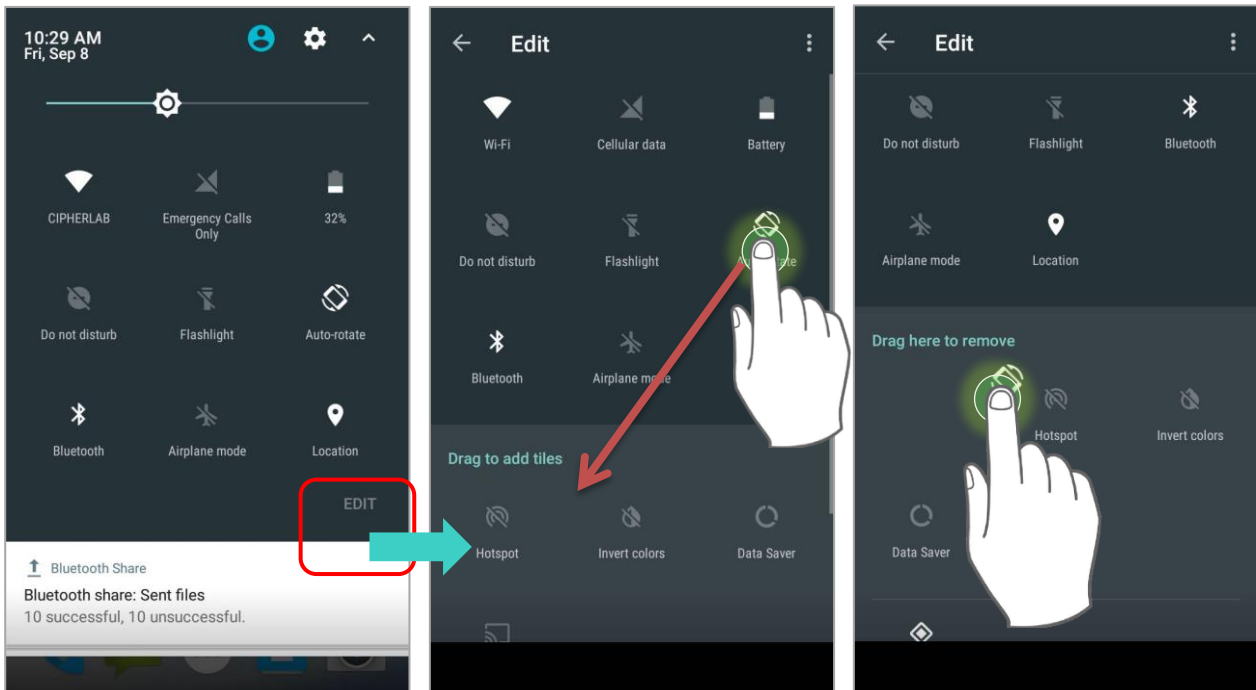 10:29 AM
Fri, Sep 8
CIPHERLAB
Emergency Calls
Only
32%
Do not disturb
Flashlight
Auto-rotate
Bluetooth
Airplane mode
Location
EDIT
Bluetooth Share
Bluetooth share: Sent files
10 successful, 10 unsuccessful.
Edit
Wi-Fi
Cellular data
Battery
Do not disturb
Flashlight
Bluetooth
Airplane mode
Drag to add tiles
Hotspot
Invert colors
Data Saver
Edit
Do not disturb
Flashlight
Bluetooth
Airplane mode
Location
Drag here to remove
Hotspot
Invert colors
Data Saver